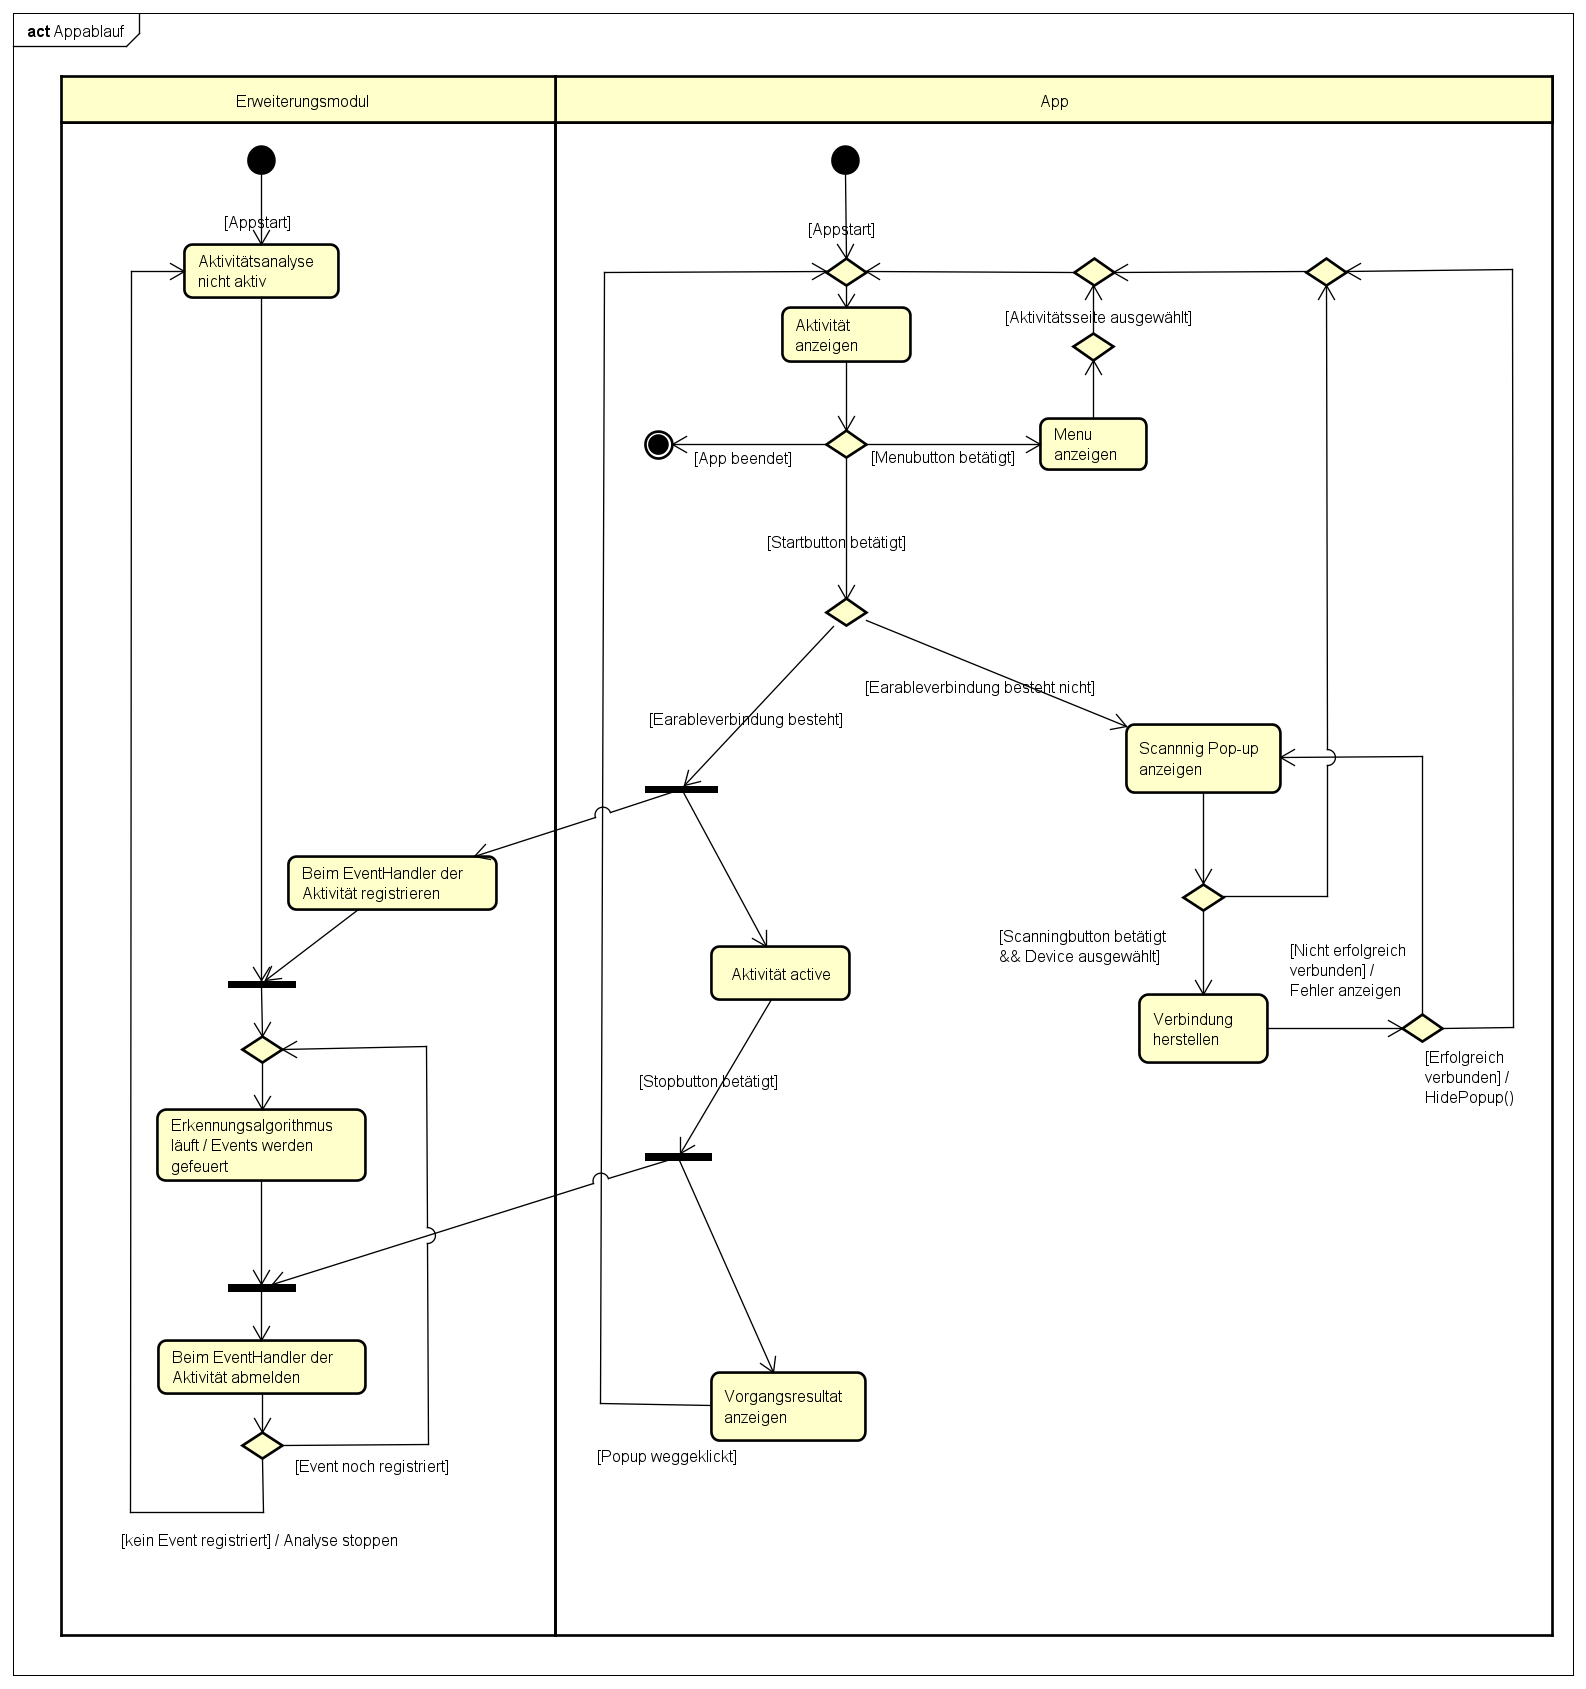 act Appablauf
Erweiterungsmodul
App
[Appstart]
Aktivitätsanalyse
nicht aktiv
[Appstart]
Aktivität
anzeigen
[Aktivitätsseite ausgewählt]
Menu
anzeigen
[App beendet]
[Menubutton betätigt]
[Startbutton betätigt]
[Earableverbindung besteht nicht]
[Earableverbindung besteht]
Scannnig Pop-up
anzeigen
Beim EventHandler der
Aktivität registrieren
[Scanningbutton betätigt
&& Device ausgewählt]
[Nicht erfolgreich
verbunden] /
Fehler anzeigen
Aktivität active
Verbindung
herstellen
[Erfolgreich
verbunden] /
HidePopup()
[Stopbutton betätigt]
Erkennungsalgorithmus
läuft / Events werden
gefeuert
Beim EventHandler der
Aktivität abmelden
Vorgangsresultat
anzeigen
[Popup weggeklickt]
[Event noch registriert]
[kein Event registriert] / Analyse stoppen